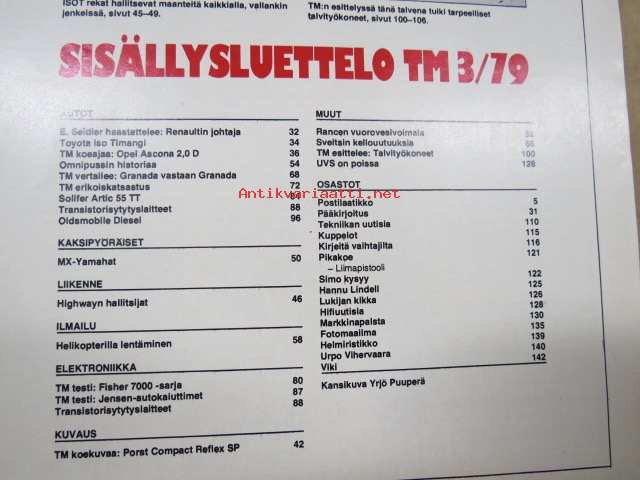 ISOT rekat hallitsevat maanteitä kaikkialla, vallankin
jenkeissä, sivut 45–49.
TM:n esittelyssä tänä talvena tuiki tarpeelliset
talvityökoneet, sivut 100–106.
SISÄLLYSLUETTELO TM 3/79
AUTOT
E. Seidler haastattelee: Renaultin johtaja 32
Toyota iso Timangi 34
TM koeajaa: Opel Ascona 2,0 D 36
Omnipussin historiaa 54
TM vertailee: Granada vastaan Granada 68
TM erikoiskatsastus 72
Solifer Artic 55 TT 84
Transistorisytytyslaitteet 88
Oldsmobile Diesel 96
KAKSIPYÖRÄISET
MX-Yamahat 50
LIIKENNE
Highwayn hallitsijat 46
ILMAILU
Helikopterilla lentäminen 58
ELEKTRONIIKKA
TM testi: Fisher 7000 -sarja 80
TM testi: Jensen-autokaiuttimet 87
Transistorisytytyslaitteet 88
KUVAUS
TM koekuvaa: Porst Compact Reflex SP 42
MUUT
Rancen vuorovesivoimala
Sveitsin kellouutuuksia 66
TM esittelee: Talvityökoneet 100
UVS on poissa 128
OSASTOT
Postilaatikko 5
Pääkirjoitus 31
Tekniikan uutisia 110
Kuppelot 115
Kirjeitä vaihtajilta 116
Pikakoe 121
– Liimapistooli
Simo kysyy 122
Hannu Lindell 125
Lukijan kikka 126
Hifiuutisia 128
Markkinapalsta 130
Fotomaailma 135
Helmiristikko 139
Urpo Vihervaara 140
Viki 142
Kansikuva Yrjö Puuperä
Antikvariaatti.net